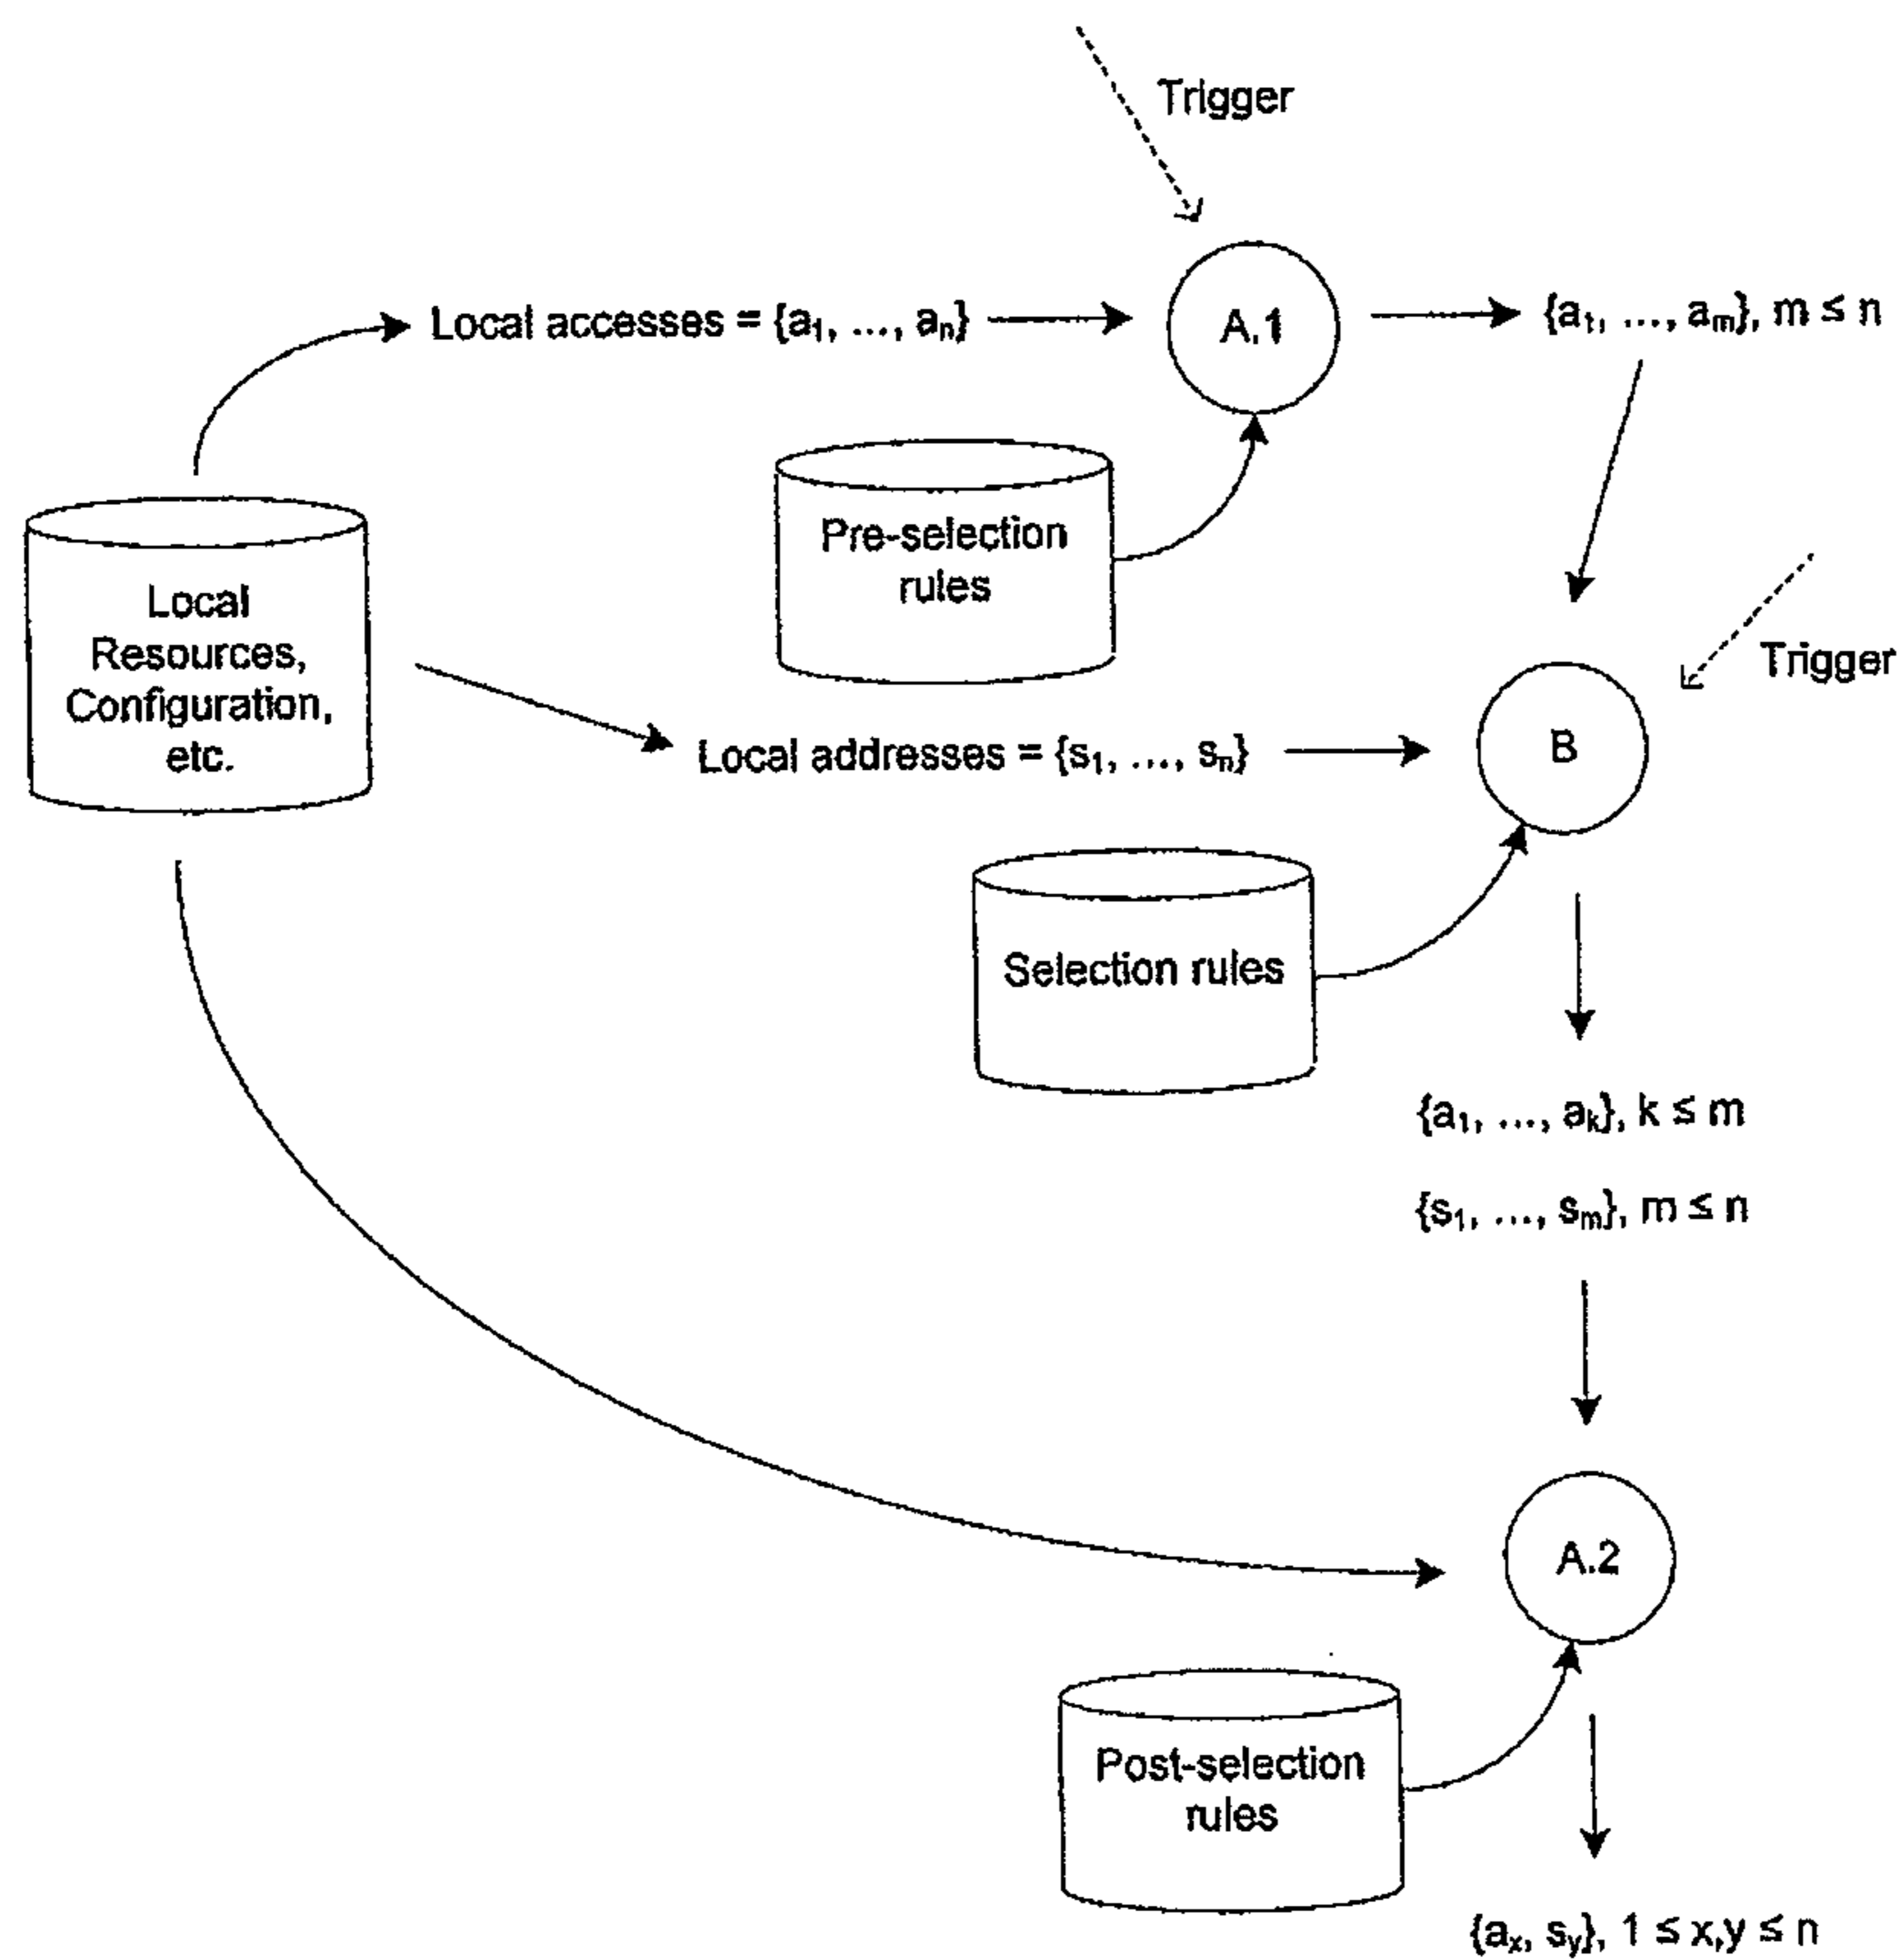 Trigger
Local accesses = {a₁, ..., aₙ}
A.1
{a₁, ..., aₘ}, m ≤ n
Pre-selection
rules
Local
Resources,
Configuration,
etc.
Trigger
Local addresses = {s₁, ..., sₙ}
B
Selection rules
{a₁, ..., aₖ}, k ≤ m
{s₁, ..., sₘ}, m ≤ n
A.2
Post-selection
rules
{aₓ, sᵧ}, 1 ≤ x,y ≤ n